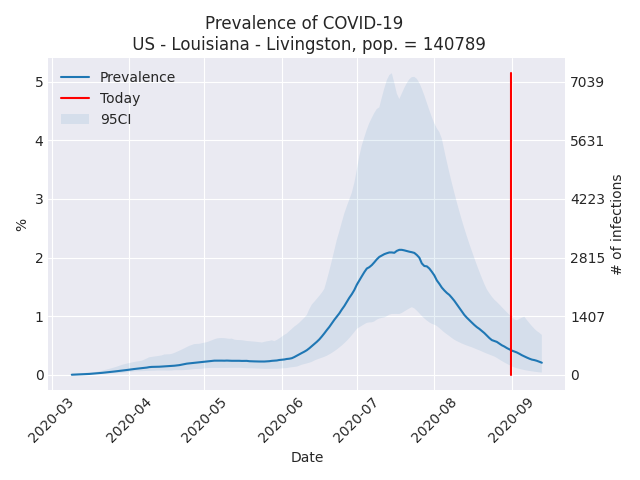 Prevalence of COVID-19
US - Louisiana - Livingston, pop. = 140789
Prevalence
Today
95CI
5
4
3
2
1
0
%
7039
5631
4223
2815
1407
0
# of infections
2020-03
2020-04
2020-05
2020-06
2020-07
2020-08
2020-09
Date